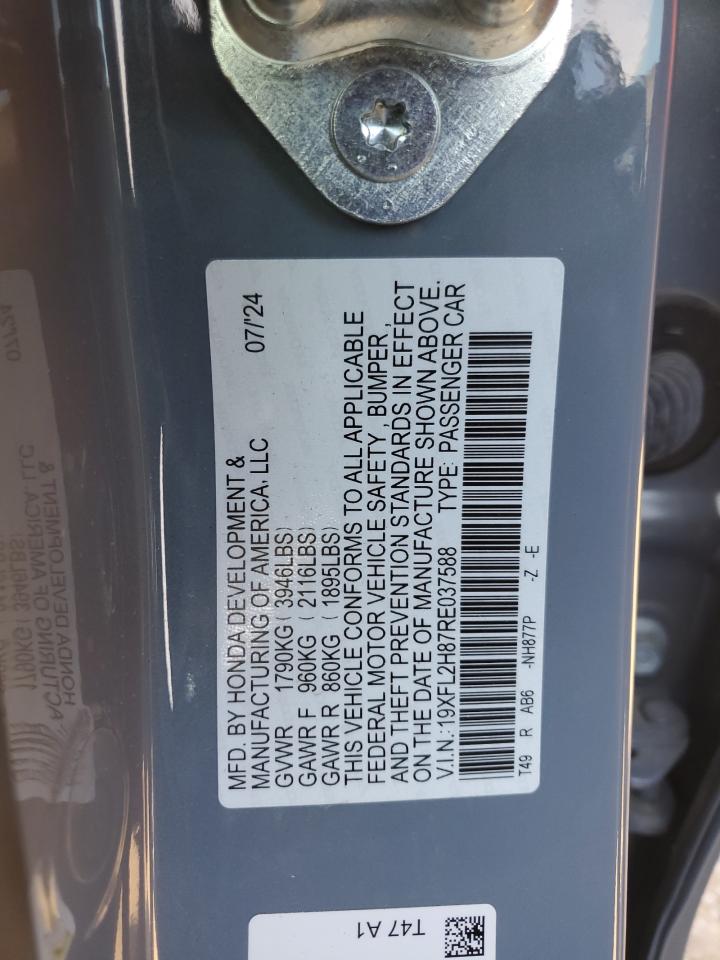 MFD. BY HONDA DEVELOPMENT &
MANUFACTURING OF AMERICA, LLC 07/'24
GVWR 1790KG (3946LBS)
GAWR F 960KG (2116LBS)
GAWR R 860KG (1895LBS)
THIS VEHICLE CONFORMS TO ALL APPLICABLE
FEDERAL MOTOR VEHICLE SAFETY, BUMPER,
AND THEFT PREVENTION STANDARDS IN EFFECT
ON THE DATE OF MANUFACTURE SHOWN ABOVE.
V.I.N.: 19XFL2H87RE037588 TYPE: PASSENGER CAR
T49 R AB6 -NH877P -Z -E
T47 A1